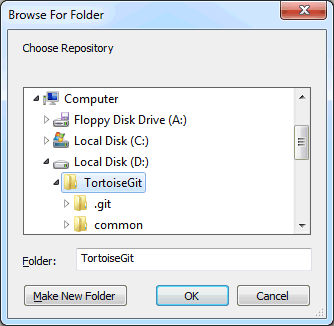 Browse For Folder
Choose Repository
Computer
Floppy Disk Drive (A:)
Local Disk (C:)
Local Disk (D:)
TortoiseGit
.git
common
Folder: TortoiseGit
Make New Folder OK Cancel